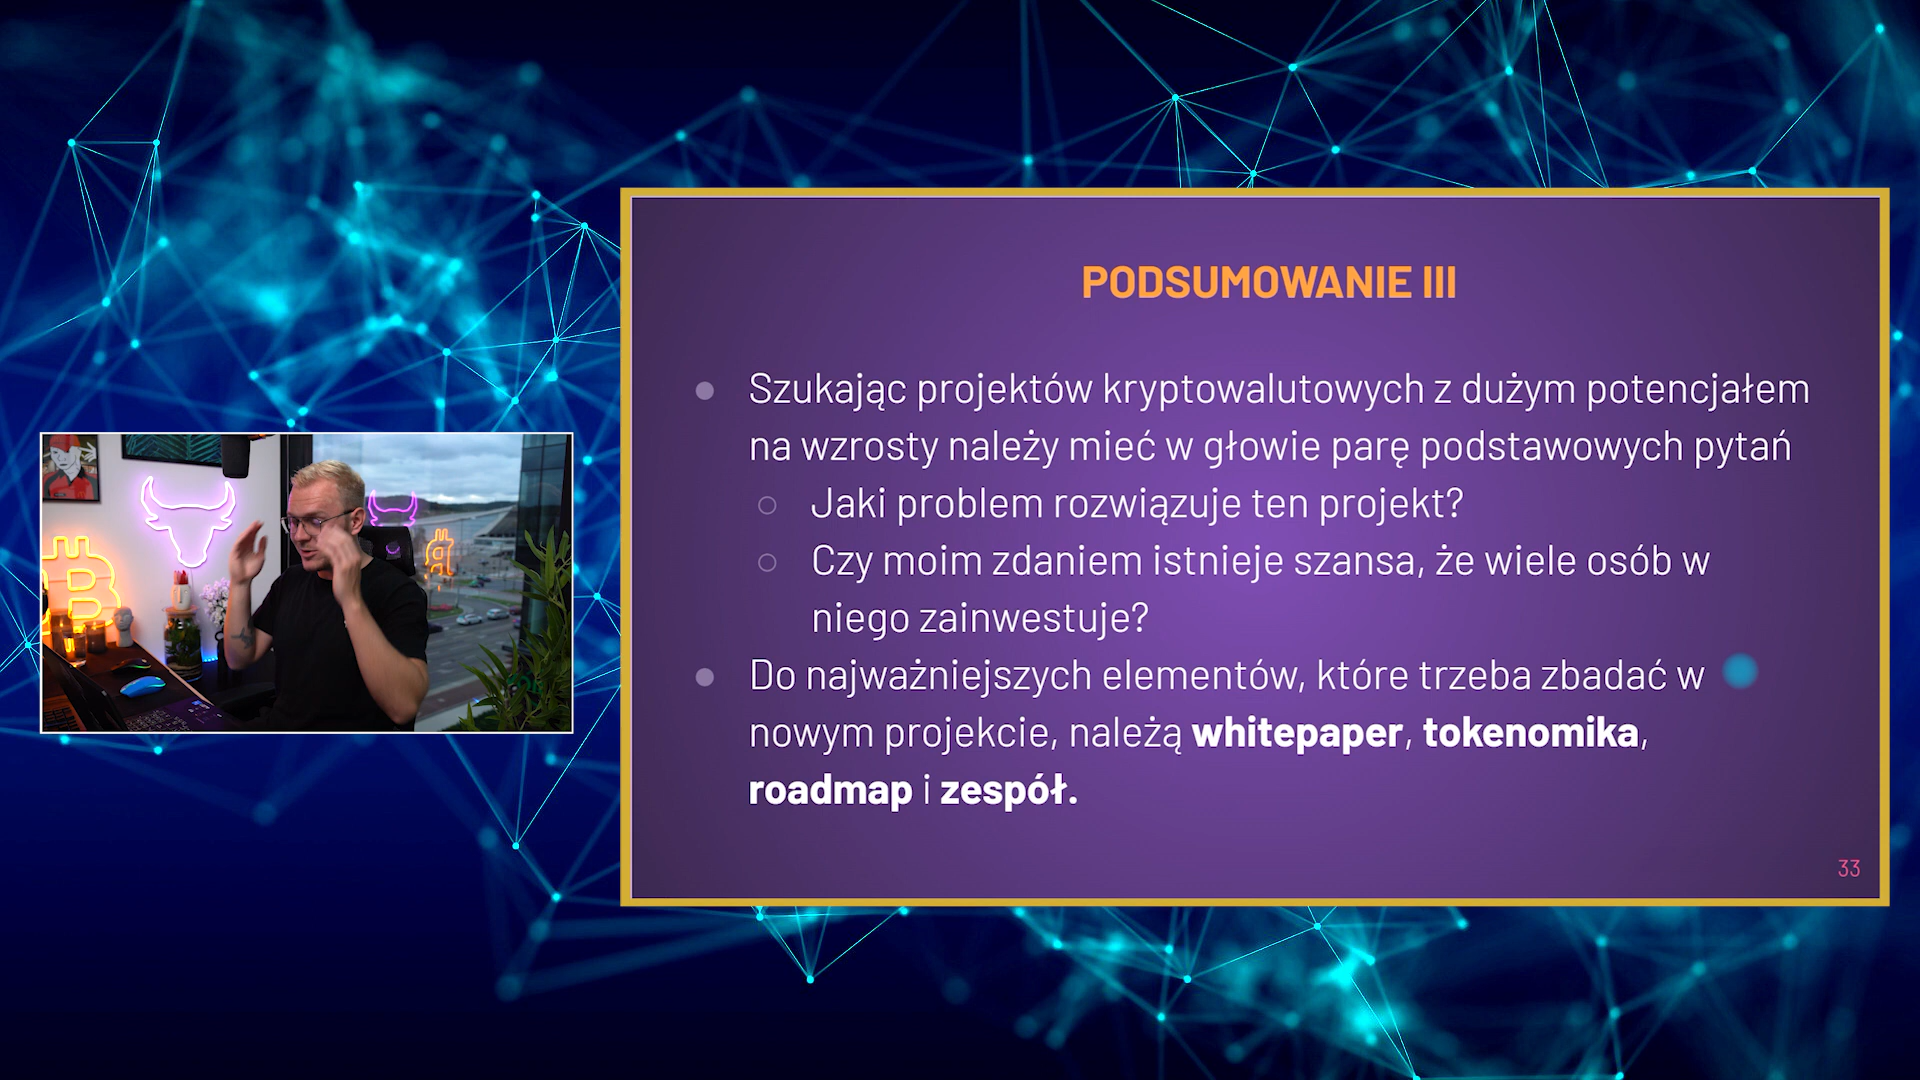 PODSUMOWANIE III
Szukając projektów kryptowalutowych z dużym potencjałem
na wzrosty należy mieć w głowie parę podstawowych pytań
Jaki problem rozwiązuje ten projekt?
Czy moim zdaniem istnieje szansa, że wiele osób w
niego zainwestuje?
Do najważniejszych elementów, które trzeba zbadać w
nowym projekcie, należą whitepaper, tokenomika,
roadmap i zespół.
33